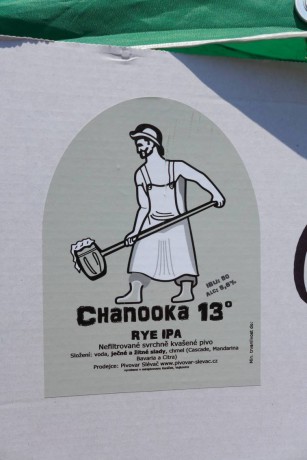 IBU: 50
ALC: 5,6%
CHANOOKA 13°
RYE IPA
Nefiltrované svrchně kvašené pivo
Složení: voda, ječné a žitné slady, chmel (Cascade, Mandarina
Bavaria a Citra)
Prodejce: Pivovar Slévač www.pivovar-slevac.cz